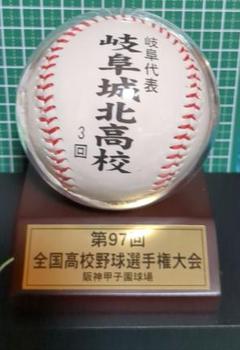 岐阜代表
岐阜城北高校
3回
第97回
全国高校野球選手権大会
阪神甲子園球場